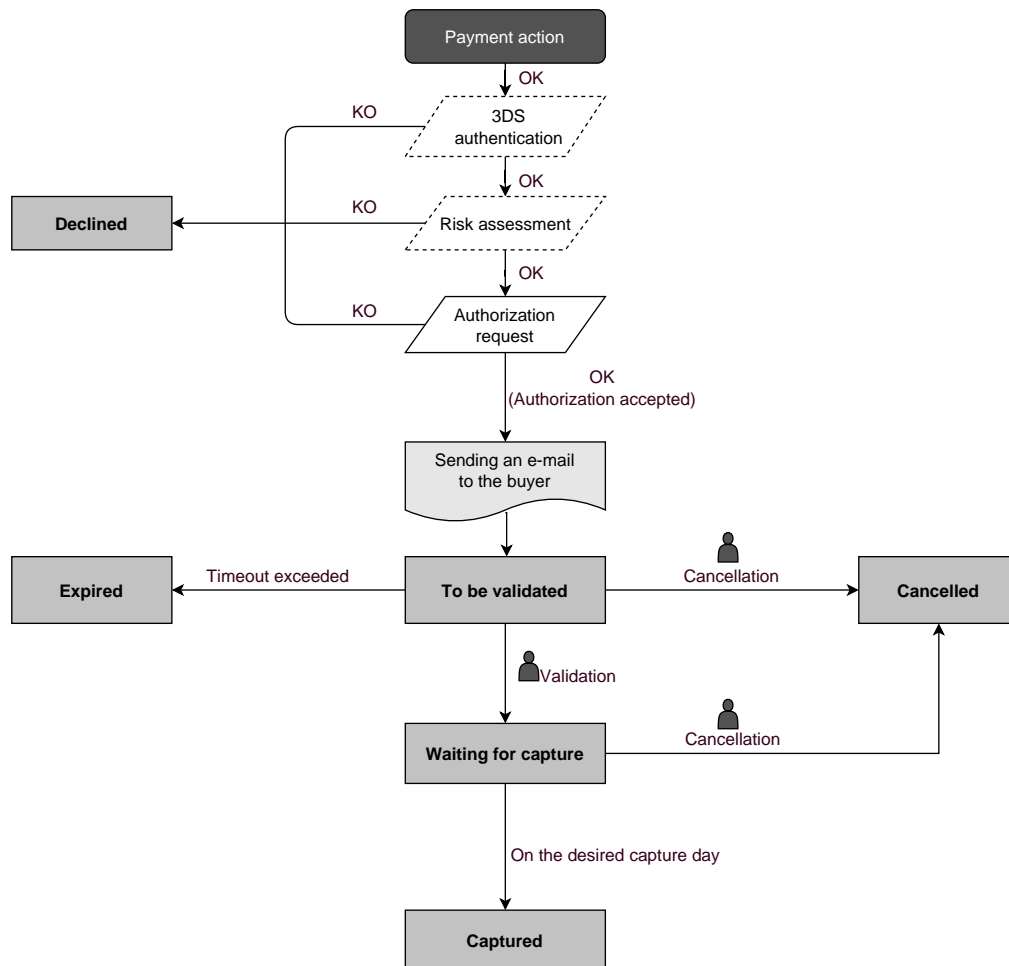 Payment action
OK
KO
3DS
authentication
OK
Declined
KO
Risk assessment
OK
KO
Authorization
request
OK
(Authorization accepted)
Sending an e-mail
to the buyer
Expired
Timeout exceeded
To be validated
Cancellation
Cancelled
Validation
Waiting for capture
Cancellation
On the desired capture day
Captured